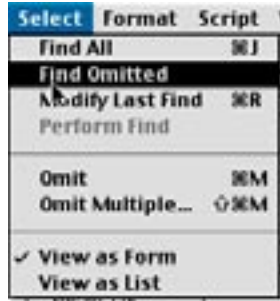 Select Format Script
Find All ⌘J
Find Omitted
Modify Last Find ⌘R
Perform Find
Omit ⌘M
Omit Multiple... ⇧⌘M
✓ View as Form
View as List